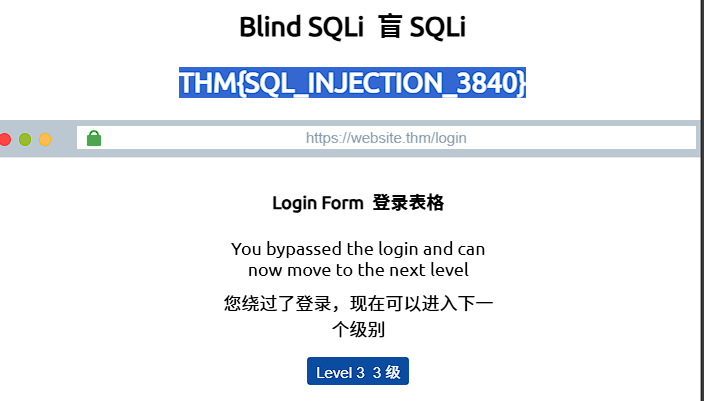 Blind SQLi 盲 SQLi
THM{SQL_INJECTION_3840}
https://website.thm/login
Login Form 登录表格
You bypassed the login and can
now move to the next level
您绕过了登录，现在可以进入下一
个级别
Level 3 3 级